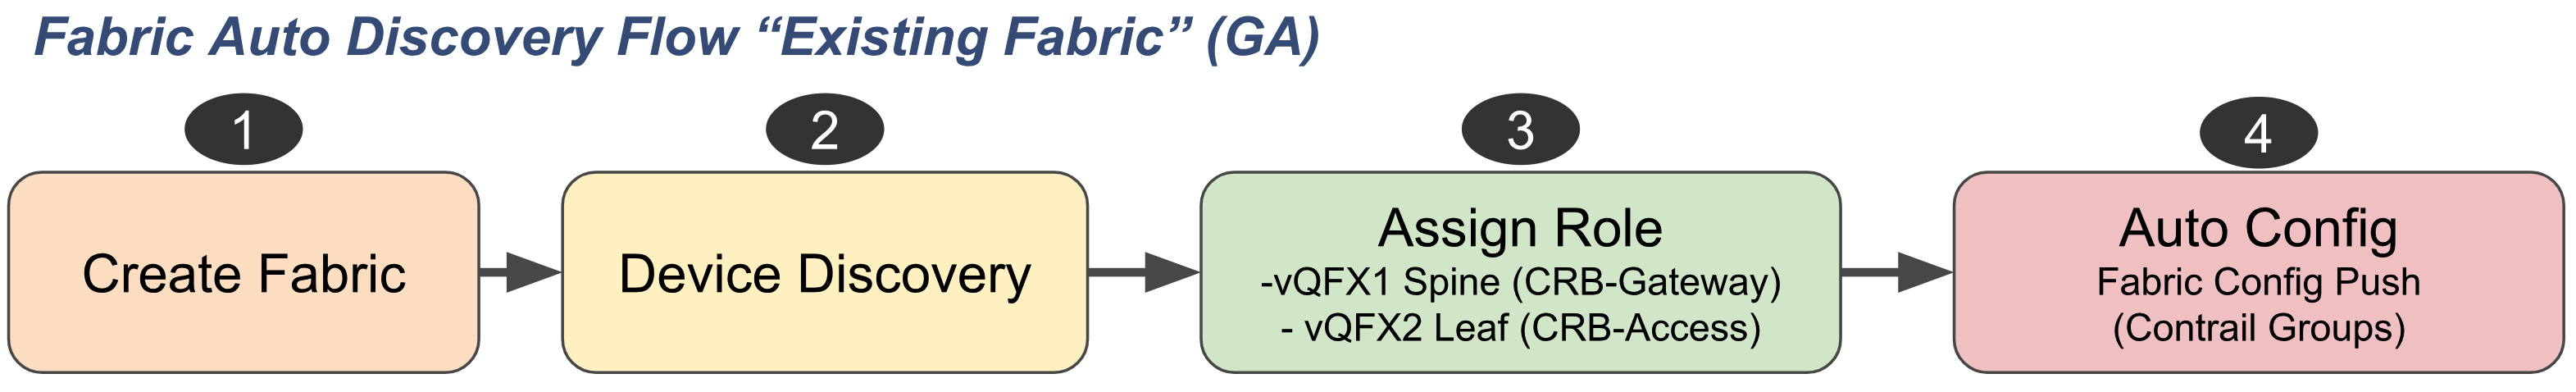 Fabric Auto Discovery Flow “Existing Fabric” (GA)
1
Create Fabric
2
Device Discovery
3
Assign Role
-vQFX1 Spine (CRB-Gateway)
- vQFX2 Leaf (CRB-Access)
4
Auto Config
Fabric Config Push
(Contrail Groups)